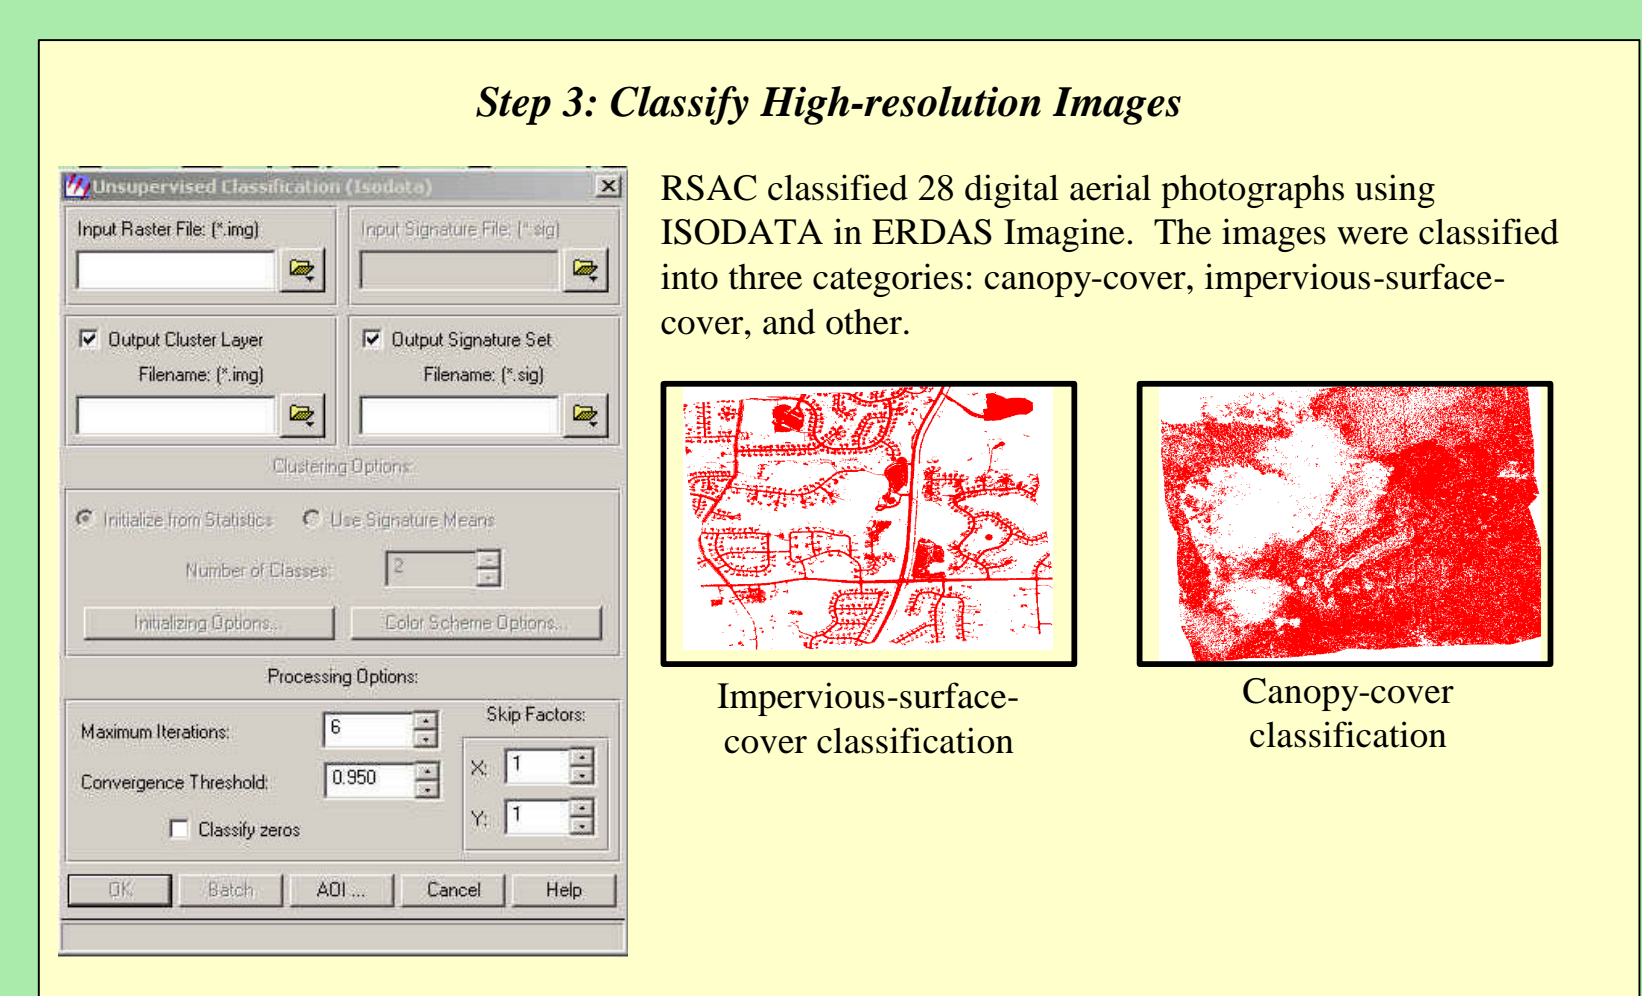 Step 3: Classify High-resolution Images
Unsupervised Classification (Isodata)
Input Raster File: (*.img)
Input Signature File: (*.sig)
Output Cluster Layer
Filename: (*.img)
Output Signature Set
Filename: (*.sig)
Clustering Options:
Initialize from Statistics
Use Signature Means
Number of Classes:
2
Initializing Options...
Color Scheme Options...
Processing Options:
Maximum Iterations:
6
Convergence Threshold:
0.950
Classify zeros
Skip Factors:
X:
1
Y:
1
OK
Batch
AOI ...
Cancel
Help
RSAC classified 28 digital aerial photographs using
ISODATA in ERDAS Imagine. The images were classified
into three categories: canopy-cover, impervious-surface-
cover, and other.
Impervious-surface-
cover classification
Canopy-cover
classification